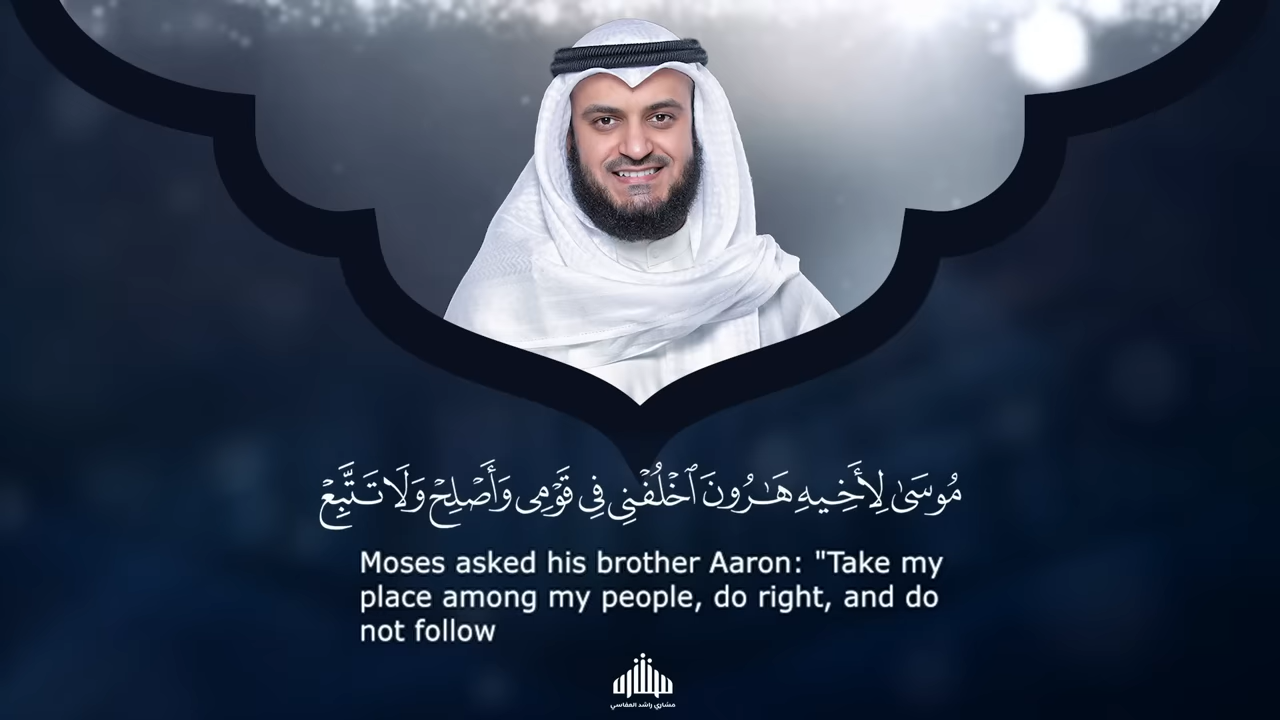 مُوسَىٰ لِأَخِيهِ هَـٰرُونَ ٱخْلُفْنِى فِى قَوْمِى وَأَصْلِحْ وَلَا تَتَّبِعْ
Moses asked his brother Aaron: "Take my
place among my people, do right, and do
not follow
مشاري راشد العفاسي